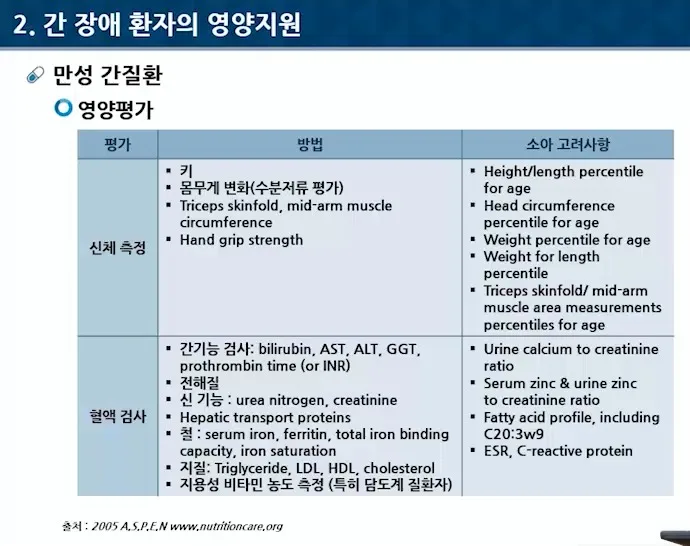 2. 간 장애 환자의 영양지원
만성 간질환
영양평가
평가 방법 소아 고려사항
신체 측정
▪ 키
▪ 몸무게 변화(수분저류 평가)
▪ Triceps skinfold, mid-arm muscle
circumference
▪ Hand grip strength
▪ Height/length percentile
for age
▪ Head circumference
percentile for age
▪ Weight percentile for age
▪ Weight for length
percentile
▪ Triceps skinfold/ mid-arm
muscle area measurements
percentiles for age
혈액 검사
▪ 간기능 검사: bilirubin, AST, ALT, GGT,
prothrombin time (or INR)
▪ 전해질
▪ 신 기능 : urea nitrogen, creatinine
▪ Hepatic transport proteins
▪ 철 : serum iron, ferritin, total iron binding
capacity, iron saturation
▪ 지질: Triglyceride, LDL, HDL, cholesterol
▪ 지용성 비타민 농도 측정 (특히 담도계 질환자)
▪ Urine calcium to creatinine
ratio
▪ Serum zinc & urine zinc
to creatinine ratio
▪ Fatty acid profile, including
C20:3w9
▪ ESR, C-reactive protein
출처 : 2005 A.S.P.E.N www.nutritioncare.org